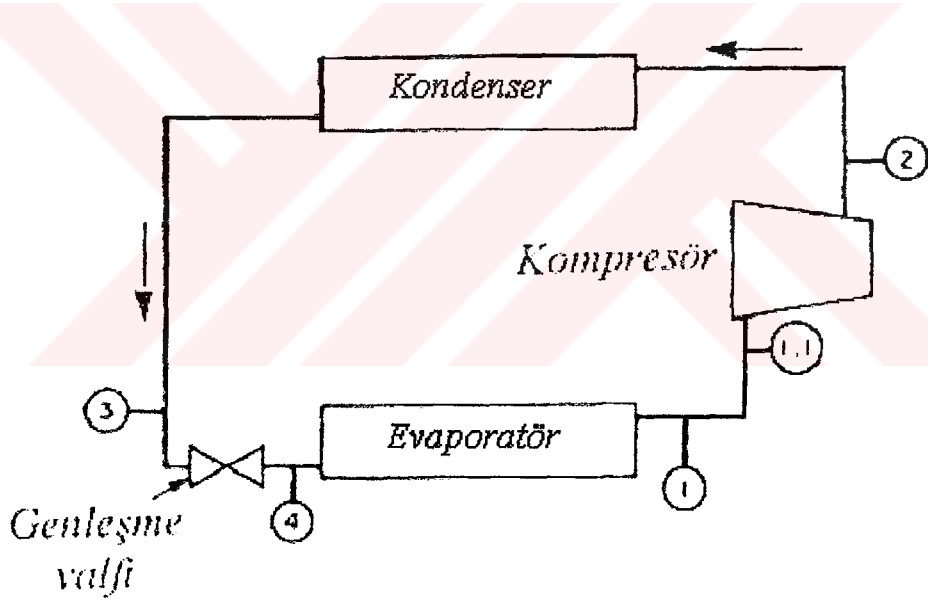 Kondenser
2
Kompresör
1,1
3
Evaporatör
1
4
Genleşme
valfi